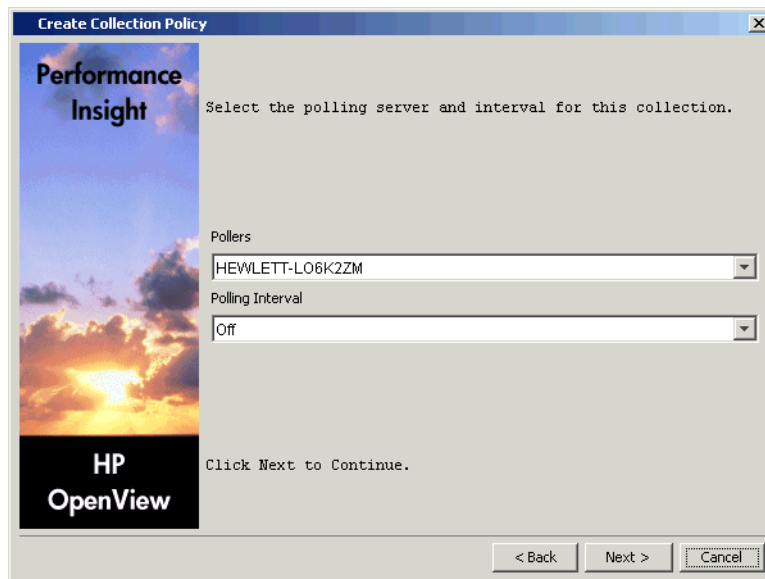 Create Collection Policy
Performance
Insight
Select the polling server and interval for this collection.
Pollers
HEWLETT-LO6K2ZM
Polling Interval
Off
Click Next to Continue.
HP
OpenView
< Back
Next >
Cancel